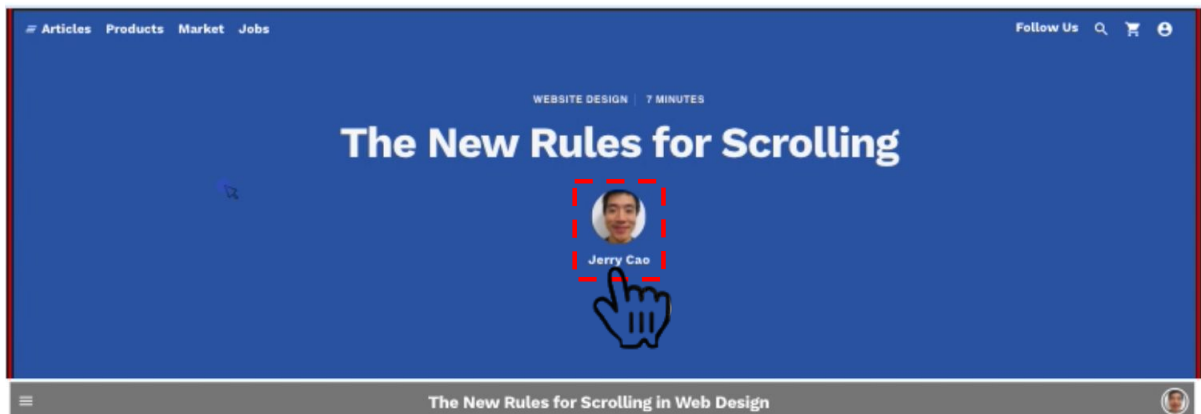 Articles Products Market Jobs Follow Us
WEBSITE DESIGN | 7 MINUTES
The New Rules for Scrolling
Jerry Cao
The New Rules for Scrolling in Web Design